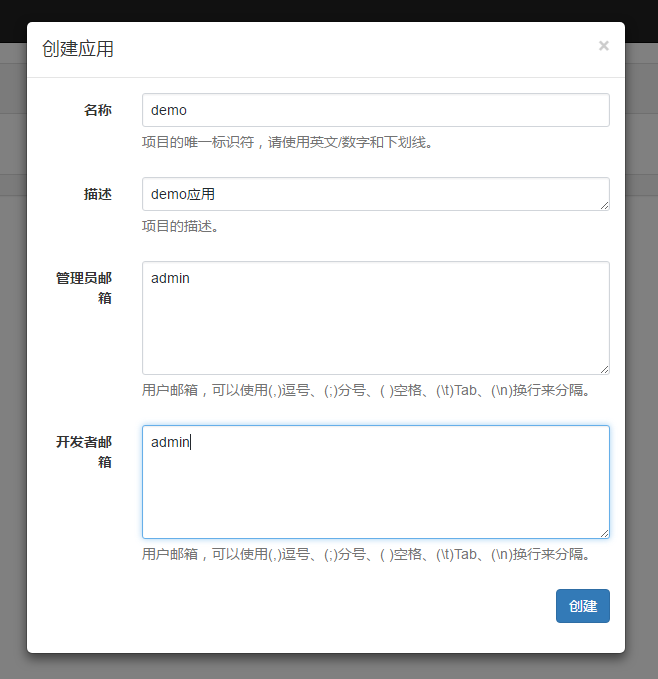 创建应用 ×
名称 demo
项目的唯一标识符，请使用英文/数字和下划线。
描述 demo应用
项目的描述。
管理员邮 admin
箱
用户邮箱，可以使用(,)逗号、(;)分号、( )空格、(\t)Tab、(\n)换行来分隔。
开发者邮 admin
箱
用户邮箱，可以使用(,)逗号、(;)分号、( )空格、(\t)Tab、(\n)换行来分隔。
创建